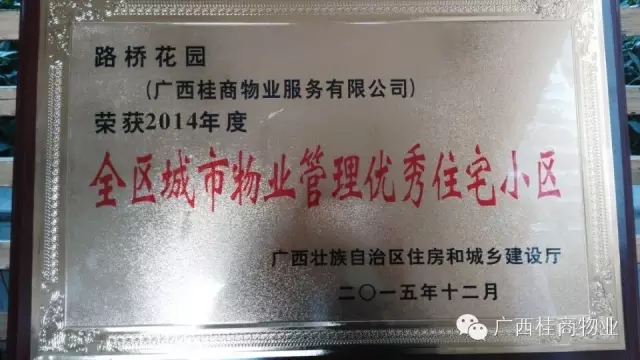 路桥花园
(广西桂商物业服务有限公司)
荣获2014年度
全区城市物业管理优秀住宅小区
广西壮族自治区住房和城乡建设厅
二〇一五年十二月
广西桂商物业